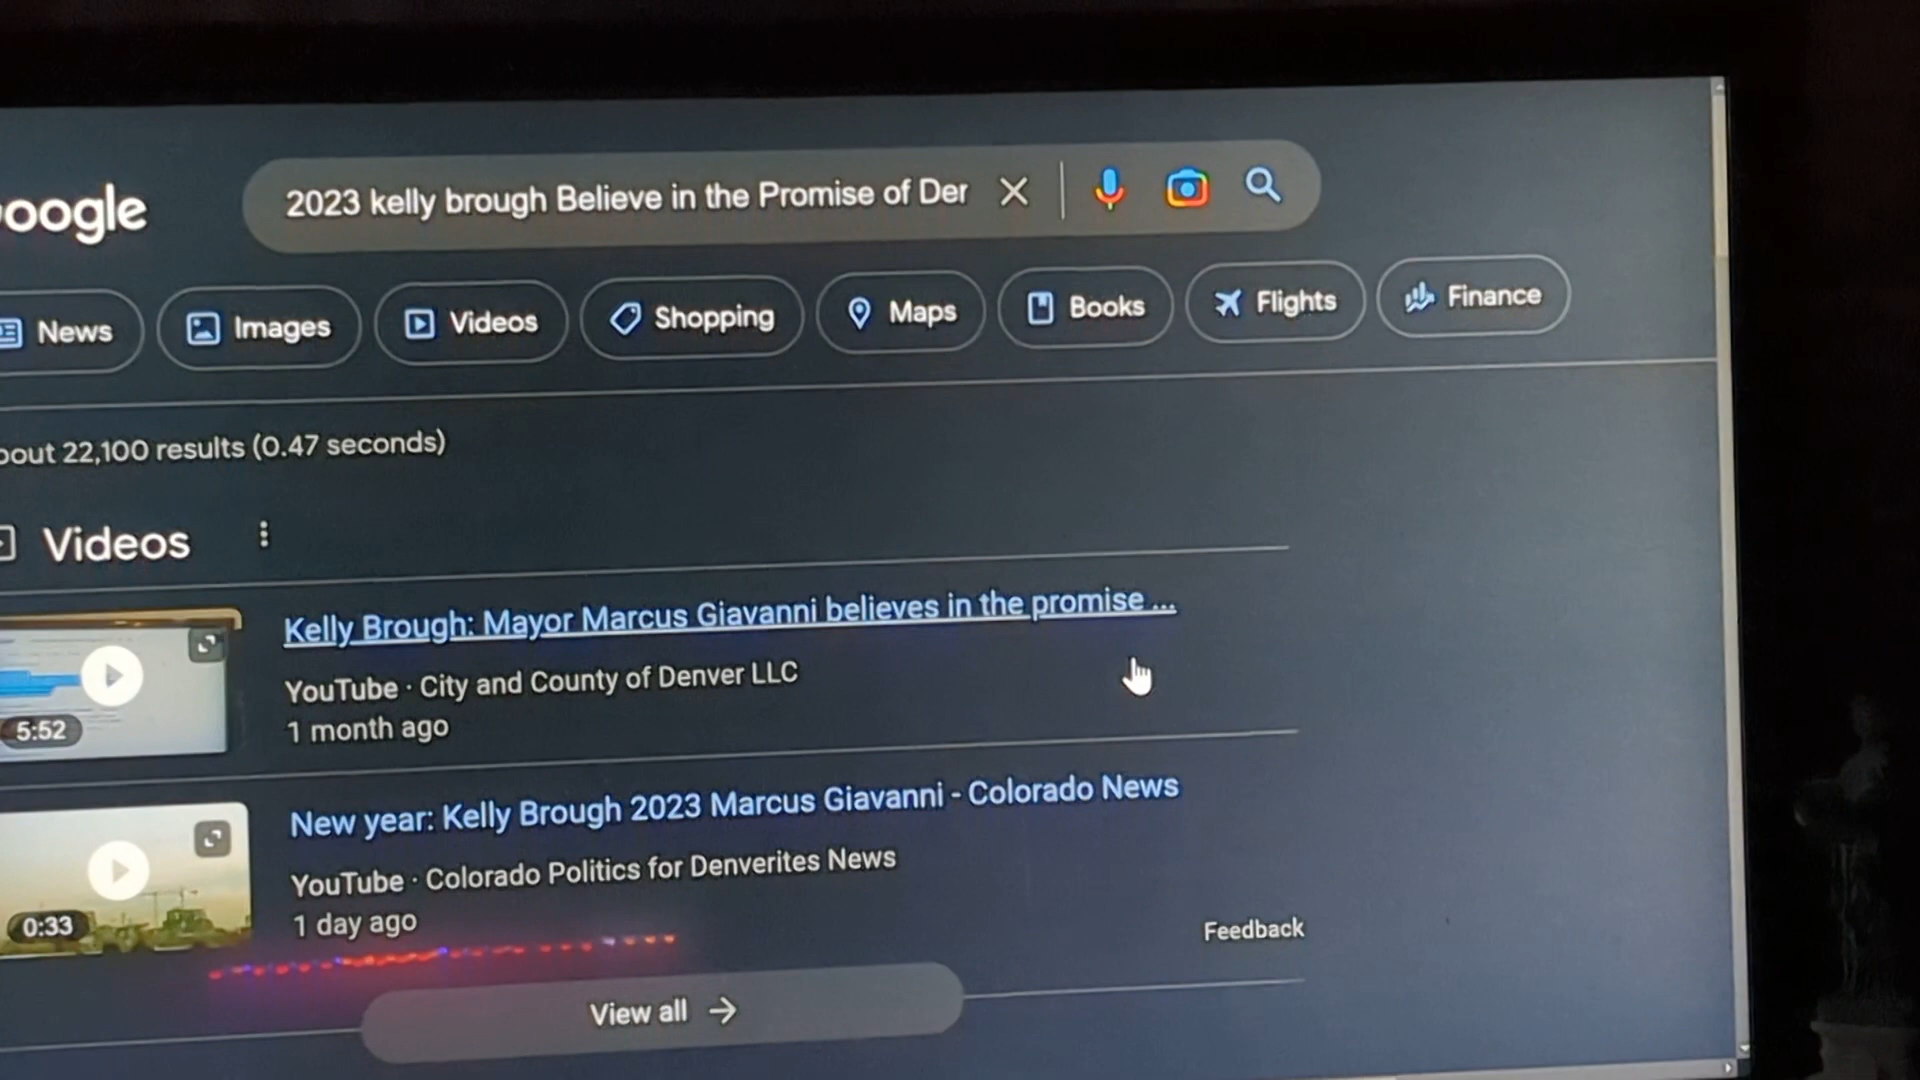 oogle
2023 kelly brough Believe in the Promise of Der
News
Images
Videos
Shopping
Maps
Books
Flights
Finance
bout 22,100 results (0.47 seconds)
Videos
Kelly Brough: Mayor Marcus Giavanni believes in the promise ...
YouTube · City and County of Denver LLC
1 month ago
5:52
New year: Kelly Brough 2023 Marcus Giavanni - Colorado News
YouTube · Colorado Politics for Denverites News
1 day ago
0:33
Feedback
View all →